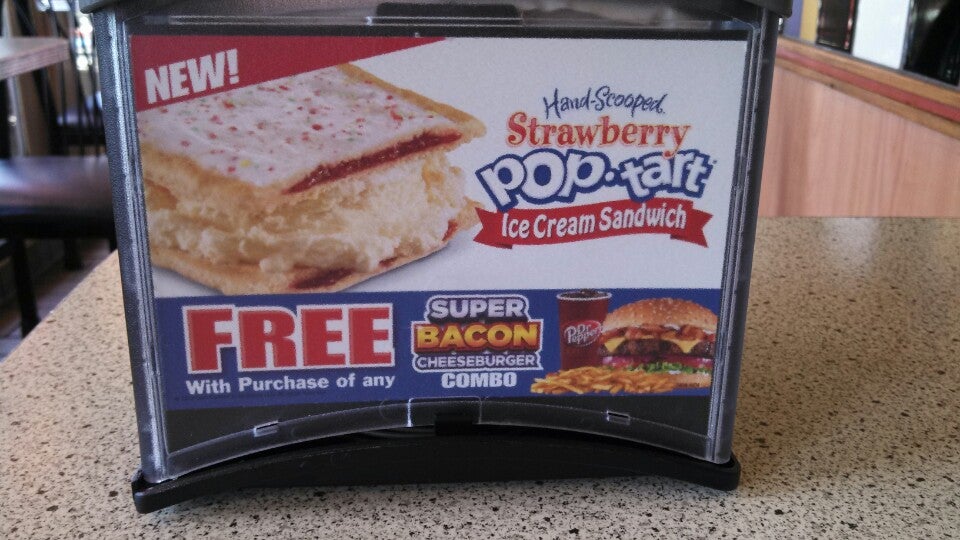 NEW!
Hand-Scooped
Strawberry
POP·tart
Ice Cream Sandwich
FREE
With Purchase of any
SUPER
BACON
CHEESEBURGER
COMBO
Dr
Pepper